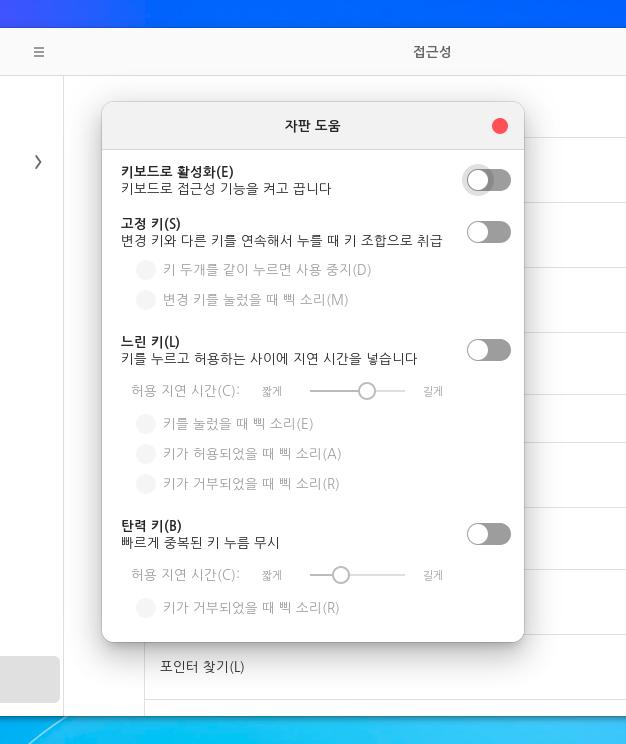 접근성
자판 도움
키보드로 활성화(E)
키보드로 접근성 기능을 켜고 끕니다
고정 키(S)
변경 키와 다른 키를 연속해서 누를 때 키 조합으로 취급
키 두개를 같이 누르면 사용 중지(D)
변경 키를 눌렀을 때 삑 소리(M)
느린 키(L)
키를 누르고 허용하는 사이에 지연 시간을 넣습니다
허용 지연 시간(C): 짧게 길게
키를 눌렀을 때 삑 소리(E)
키가 허용되었을 때 삑 소리(A)
키가 거부되었을 때 삑 소리(R)
탄력 키(B)
빠르게 중복된 키 누름 무시
허용 지연 시간(C): 짧게 길게
키가 거부되었을 때 삑 소리(R)
포인터 찾기(L)